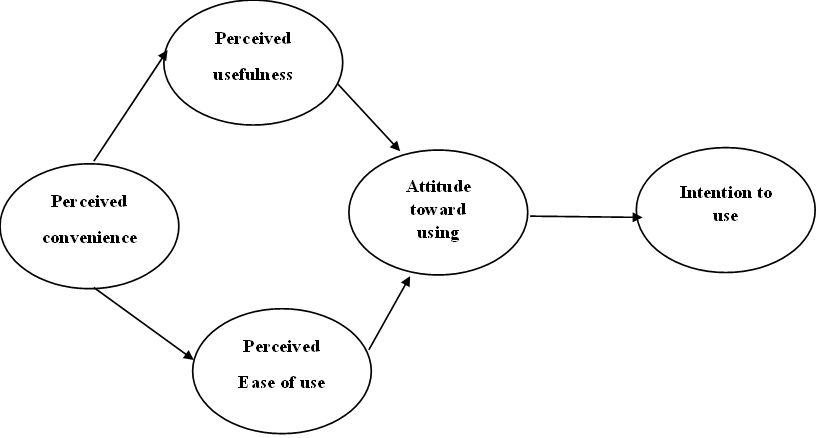 Perceived
usefulness
Perceived
convenience
Attitude
toward
using
Intention to
use
Perceived
Ease of use